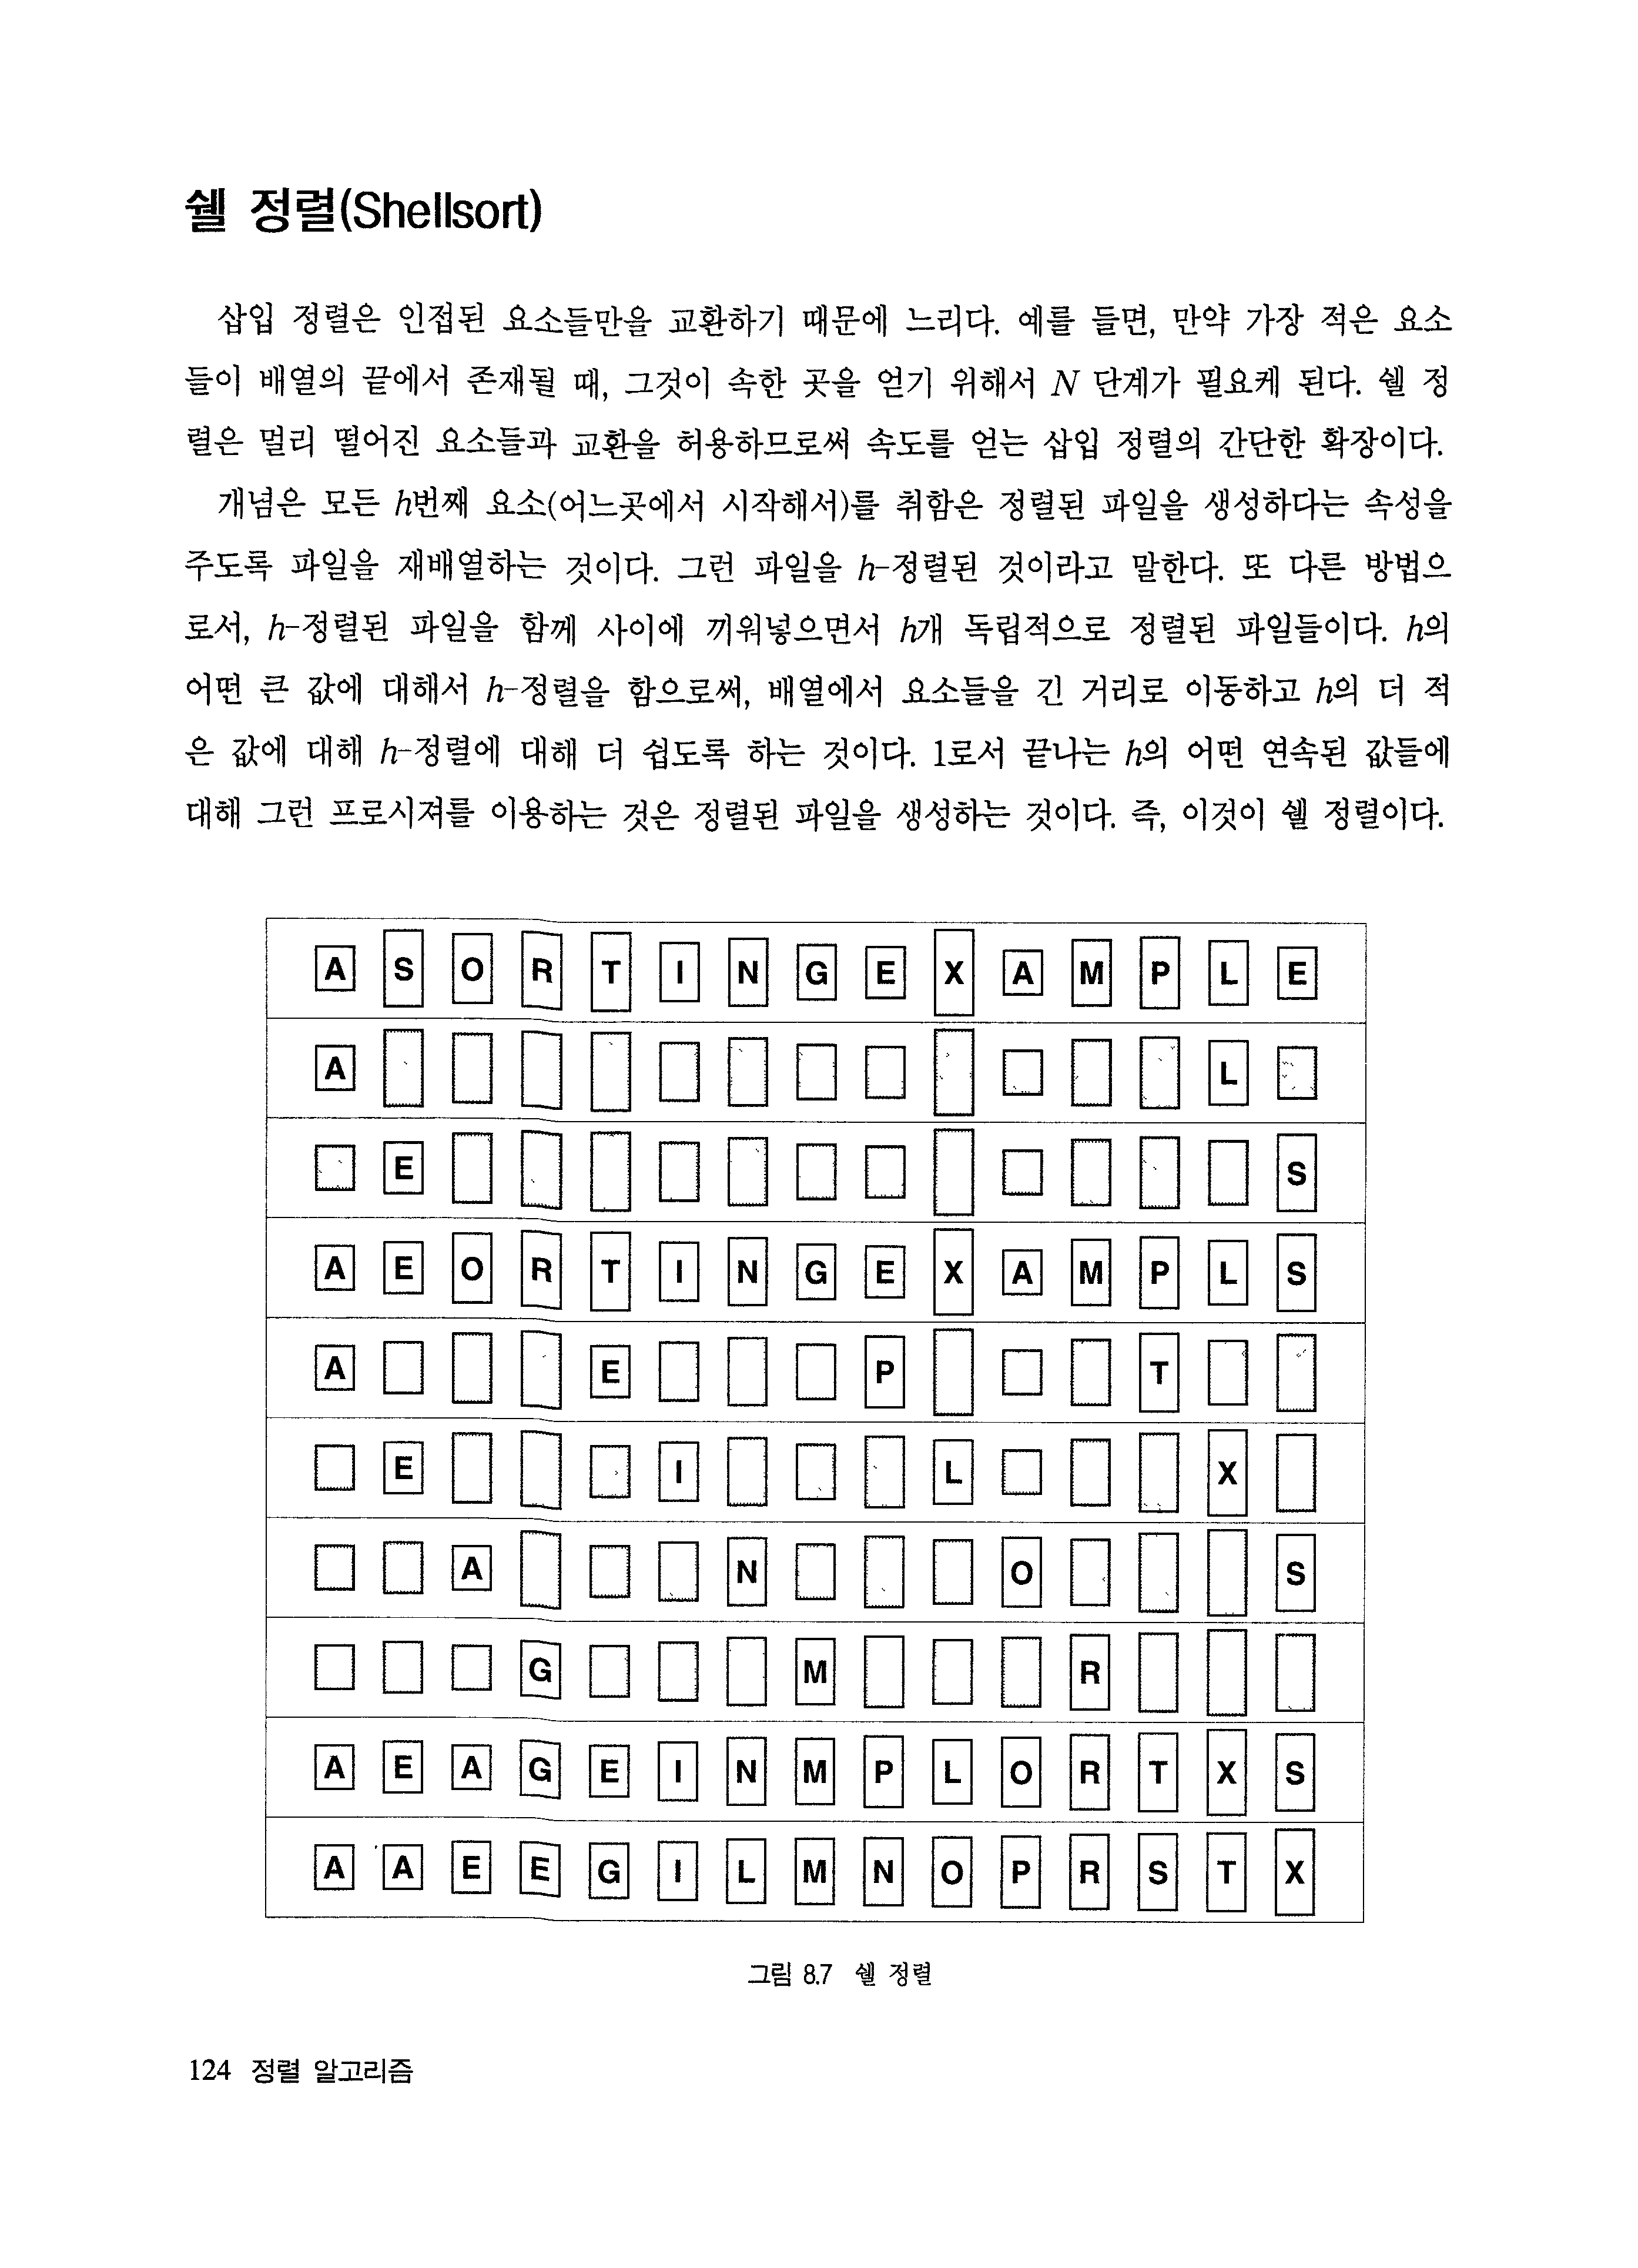 쉘 정렬(Shellsort)
삽입 정렬은 인접된 요소들만을 교환하기 때문에 느리다. 예를 들면, 만약 가장 적은 요소
들이 배열의 끝에서 존재될 때, 그것이 속한 곳을 얻기 위해서 N 단계가 필요케 된다. 쉘 정
렬은 멀리 떨어진 요소들과 교환을 허용하므로써 속도를 얻는 삽입 정렬의 간단한 확장이다.
개념은 모든 h번째 요소(어느곳에서 시작해서)를 취함은 정렬된 파일을 생성하다는 속성을
주도록 파일을 재배열하는 것이다. 그런 파일을 h-정렬된 것이라고 말한다. 또 다른 방법으
로서, h-정렬된 파일을 함께 사이에 끼워넣으면서 h개 독립적으로 정렬된 파일들이다. h의
어떤 큰 값에 대해서 h-정렬을 함으로써, 배열에서 요소들을 긴 거리로 이동하고 h의 더 적
은 값에 대해 h-정렬에 대해 더 쉽도록 하는 것이다. 1로서 끝나는 h의 어떤 연속된 값들에
대해 그런 프로시져를 이용하는 것은 정렬된 파일을 생성하는 것이다. 즉, 이것이 쉘 정렬이다.
A S O R T I N G E X A M P L E
A L
E S
A E O R T I N G E X A M P L S
A E P T
E I L X
A N O S
G M R
A E A G E I N M P L O R T X S
A A E E G I L M N O P R S T X
그림 8.7 쉘 정렬
124 정렬 알고리즘